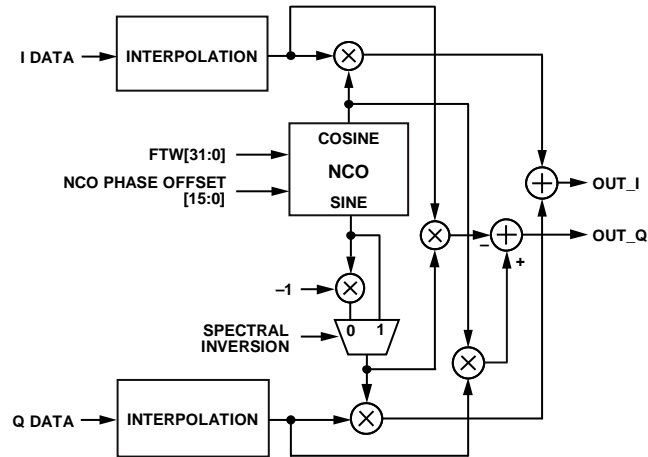 I DATA
INTERPOLATION
COSINE
FTW[31:0]
NCO
NCO PHASE OFFSET
[15:0]
SINE
OUT_I
OUT_Q
–
+
–1
0 1
SPECTRAL
INVERSION
Q DATA
INTERPOLATION